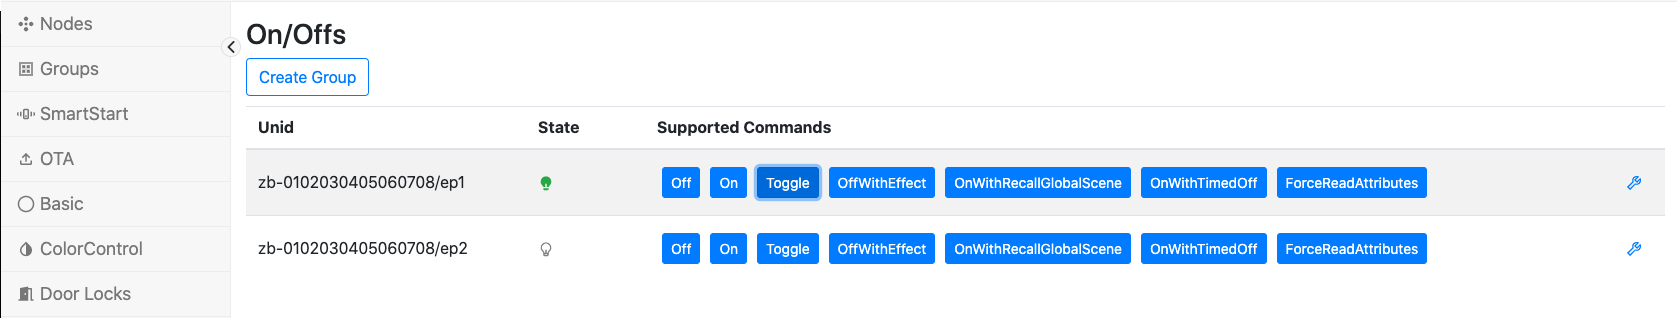 Nodes
Groups
SmartStart
OTA
Basic
ColorControl
Door Locks
On/Offs
Create Group
Unid State Supported Commands
zb-0102030405060708/ep1 Off On Toggle OffWithEffect OnWithRecallGlobalScene OnWithTimedOff ForceReadAttributes
zb-0102030405060708/ep2 Off On Toggle OffWithEffect OnWithRecallGlobalScene OnWithTimedOff ForceReadAttributes